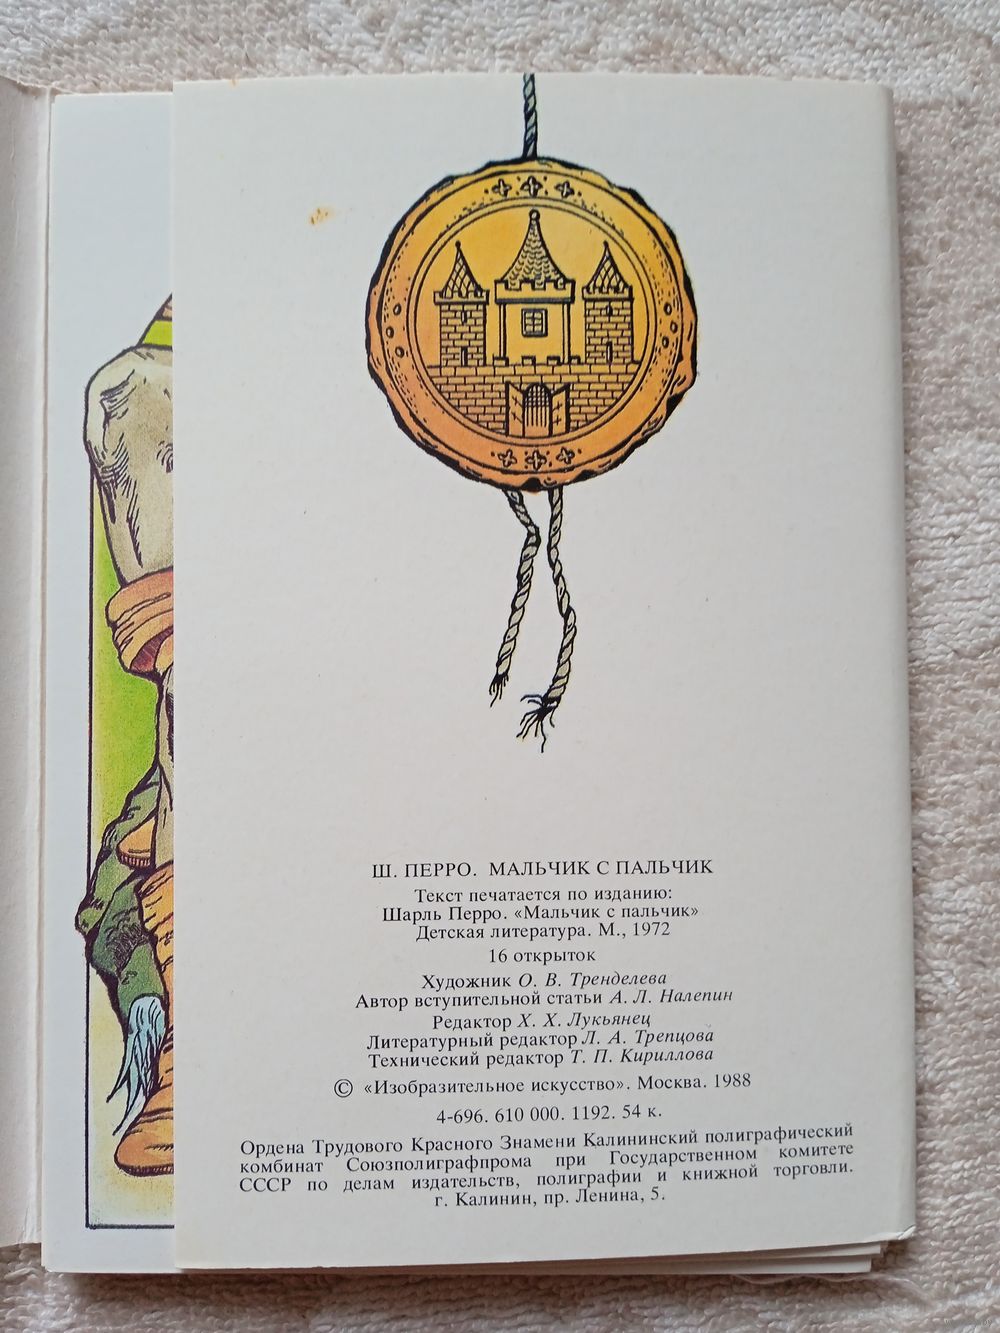 Ш. ПЕРРО. МАЛЬЧИК С ПАЛЬЧИК
Текст печатается по изданию:
Шарль Перро. «Мальчик с пальчик»
Детская литература. М., 1972
16 открыток
Художник О. В. Тренделева
Автор вступительной статьи А. Л. Налепин
Редактор Х. Х. Лукьянец
Литературный редактор Л. А. Трепцова
Технический редактор Т. П. Кириллова
© «Изобразительное искусство». Москва. 1988
4-696. 610 000. 1192. 54 к.
Ордена Трудового Красного Знамени Калининский полиграфический
комбинат Союзполиграфпрома при Государственном комитете
СССР по делам издательств, полиграфии и книжной торговли.
г. Калинин, пр. Ленина, 5.